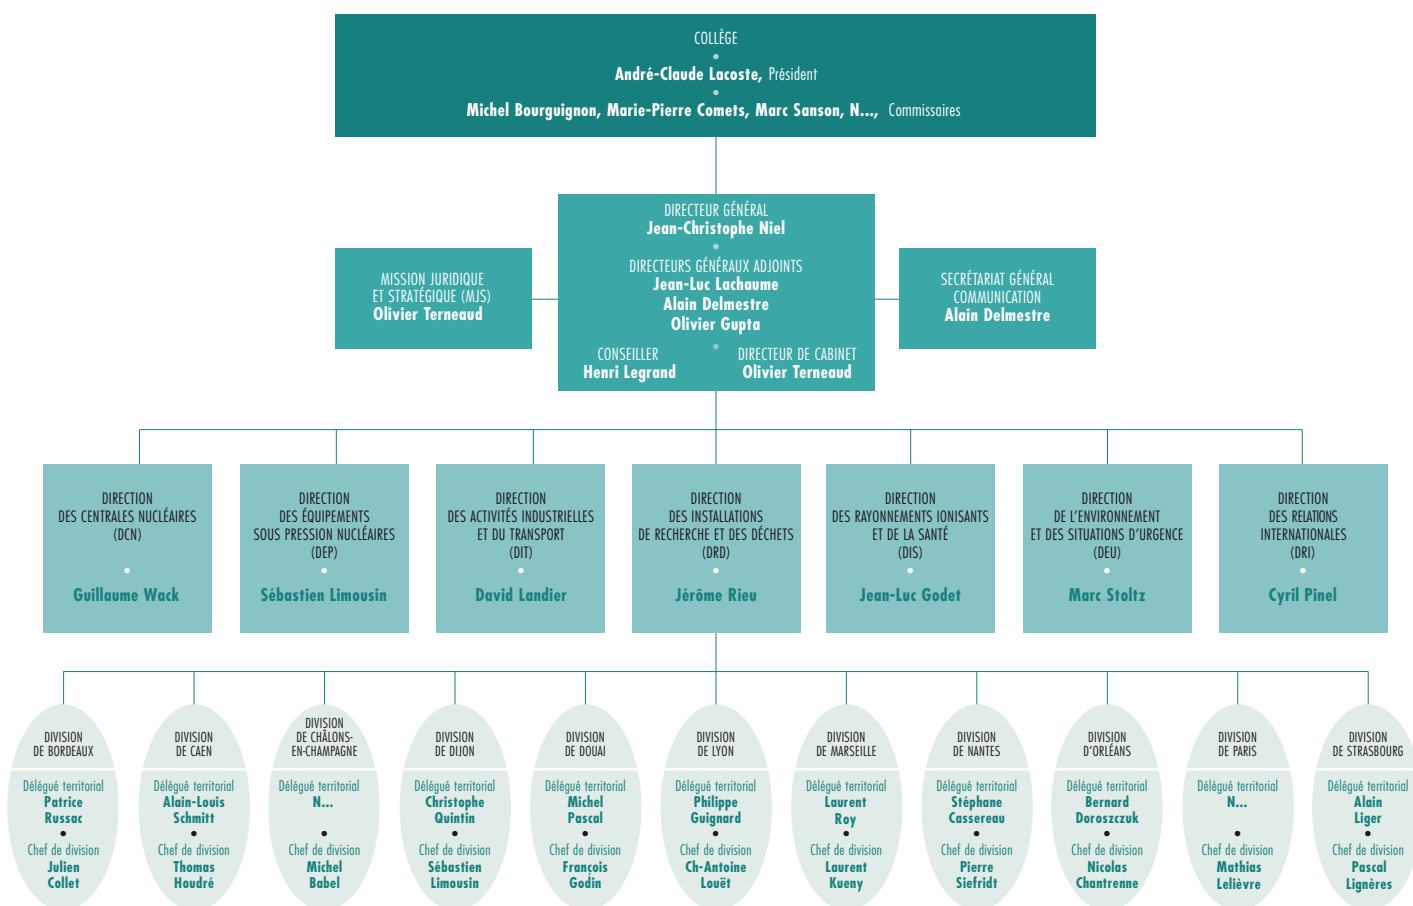 COLLÈGE
André-Claude Lacoste, Président
Michel Bourguignon, Marie-Pierre Comets, Marc Sanson, N..., Commissaires
DIRECTEUR GÉNÉRAL
Jean-Christophe Niel
DIRECTEURS GÉNÉRAUX ADJOINTS
Jean-Luc Lachaume
Alain Delmestre
Olivier Gupta
CONSEILLER
Henri Legrand
DIRECTEUR DE CABINET
Olivier Terneaud
MISSION JURIDIQUE
ET STRATÉGIQUE (MJS)
Olivier Terneaud
SECRÉTARIAT GÉNÉRAL
COMMUNICATION
Alain Delmestre
DIRECTION
DES CENTRALES NUCLÉAIRES
(DCN)
Guillaume Wack
DIRECTION
DES ÉQUIPEMENTS
SOUS PRESSION NUCLÉAIRES
(DEP)
Sébastien Limousin
DIRECTION
DES ACTIVITÉS INDUSTRIELLES
ET DU TRANSPORT
(DIT)
David Landier
DIRECTION
DES INSTALLATIONS
DE RECHERCHE ET DES DÉCHETS
(DRD)
Jérôme Rieu
DIRECTION
DES RAYONNEMENTS IONISANTS
ET DE LA SANTÉ
(DIS)
Jean-Luc Godet
DIRECTION
DE L'ENVIRONNEMENT
ET DES SITUATIONS D'URGENCE
(DEU)
Marc Stoltz
DIRECTION
DES RELATIONS
INTERNATIONALES
(DRI)
Cyril Pinel
DIVISION
DE BORDEAUX
Délégué territorial
Patrice
Russac
Chef de division
Julien
Collet
DIVISION
DE CAEN
Délégué territorial
Alain-Louis
Schmitt
Chef de division
Thomas
Houdré
DIVISION
DE CHÂLONS-
EN-CHAMPAGNE
Délégué territorial
N...
Chef de division
Michel
Babel
DIVISION
DE DIJON
Délégué territorial
Christophe
Quintin
Chef de division
Sébastien
Limousin
DIVISION
DE DOUAI
Délégué territorial
Michel
Pascal
Chef de division
François
Godin
DIVISION
DE LYON
Délégué territorial
Philippe
Guignard
Chef de division
Ch-Antoine
Louët
DIVISION
DE MARSEILLE
Délégué territorial
Laurent
Roy
Chef de division
Laurent
Kueny
DIVISION
DE NANTES
Délégué territorial
Stéphane
Cassereau
Chef de division
Pierre
Siefridt
DIVISION
D'ORLÉANS
Délégué territorial
Bernard
Doroszczuk
Chef de division
Nicolas
Chantrenne
DIVISION
DE PARIS
Délégué territorial
N...
Chef de division
Mathias
Lelièvre
DIVISION
DE STRASBOURG
Délégué territorial
Alain
Liger
Chef de division
Pascal
Lignères